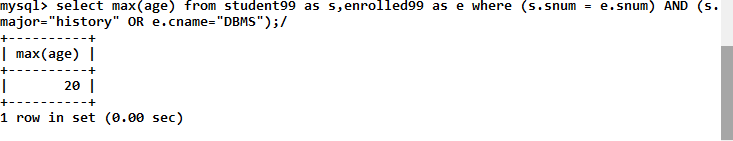 mysql> select max(age) from student99 as s,enrolled99 as e where (s.snum = e.snum) AND (s.
major="history" OR e.cname="DBMS");/
+----------+
| max(age) |
+----------+
|       20 |
+----------+
1 row in set (0.00 sec)